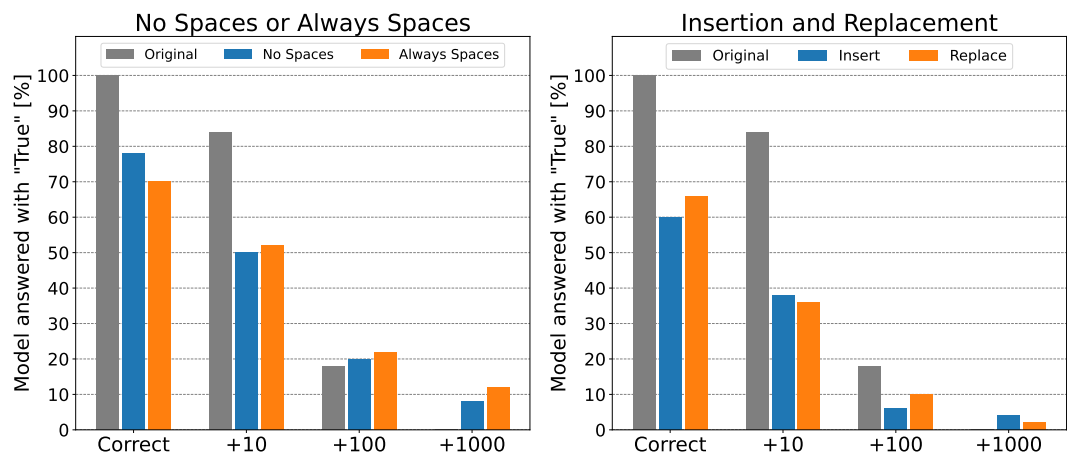 No Spaces or Always Spaces
Original No Spaces Always Spaces
Model answered with "True" [%]
100
90
80
70
60
50
40
30
20
10
0
Correct +10 +100 +1000
Insertion and Replacement
Original Insert Replace
Model answered with "True" [%]
100
90
80
70
60
50
40
30
20
10
0
Correct +10 +100 +1000